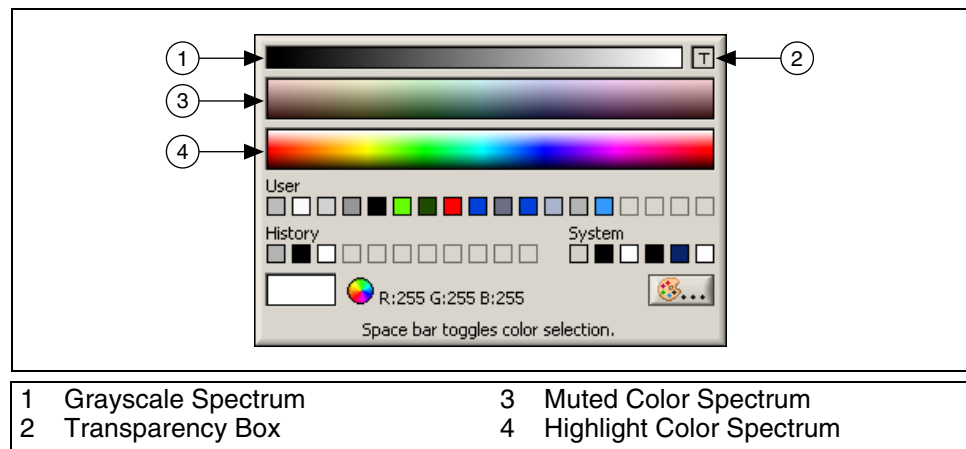 1
T
2
3
4
User
History System
R:255 G:255 B:255
...
Space bar toggles color selection.
1 Grayscale Spectrum 3 Muted Color Spectrum
2 Transparency Box 4 Highlight Color Spectrum